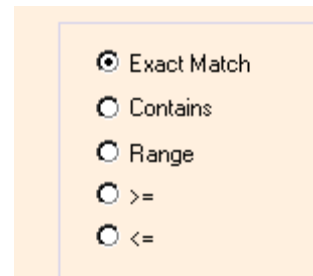 Exact Match
Contains
Range
>=
<=